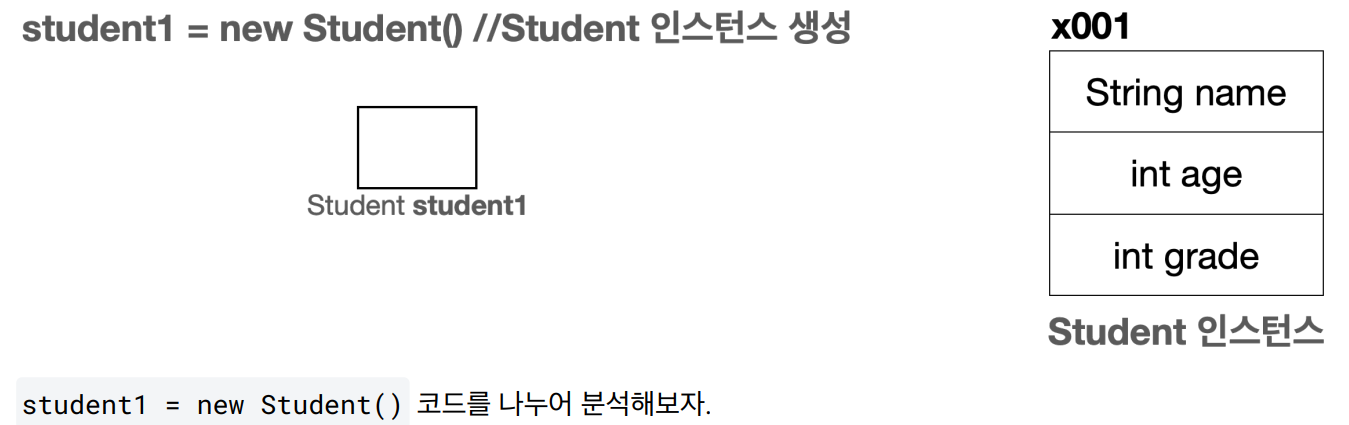 student1 = new Student() //Student 인스턴스 생성
x001
String name
int age
int grade
Student student1
Student 인스턴스
student1 = new Student() 코드를 나누어 분석해보자.